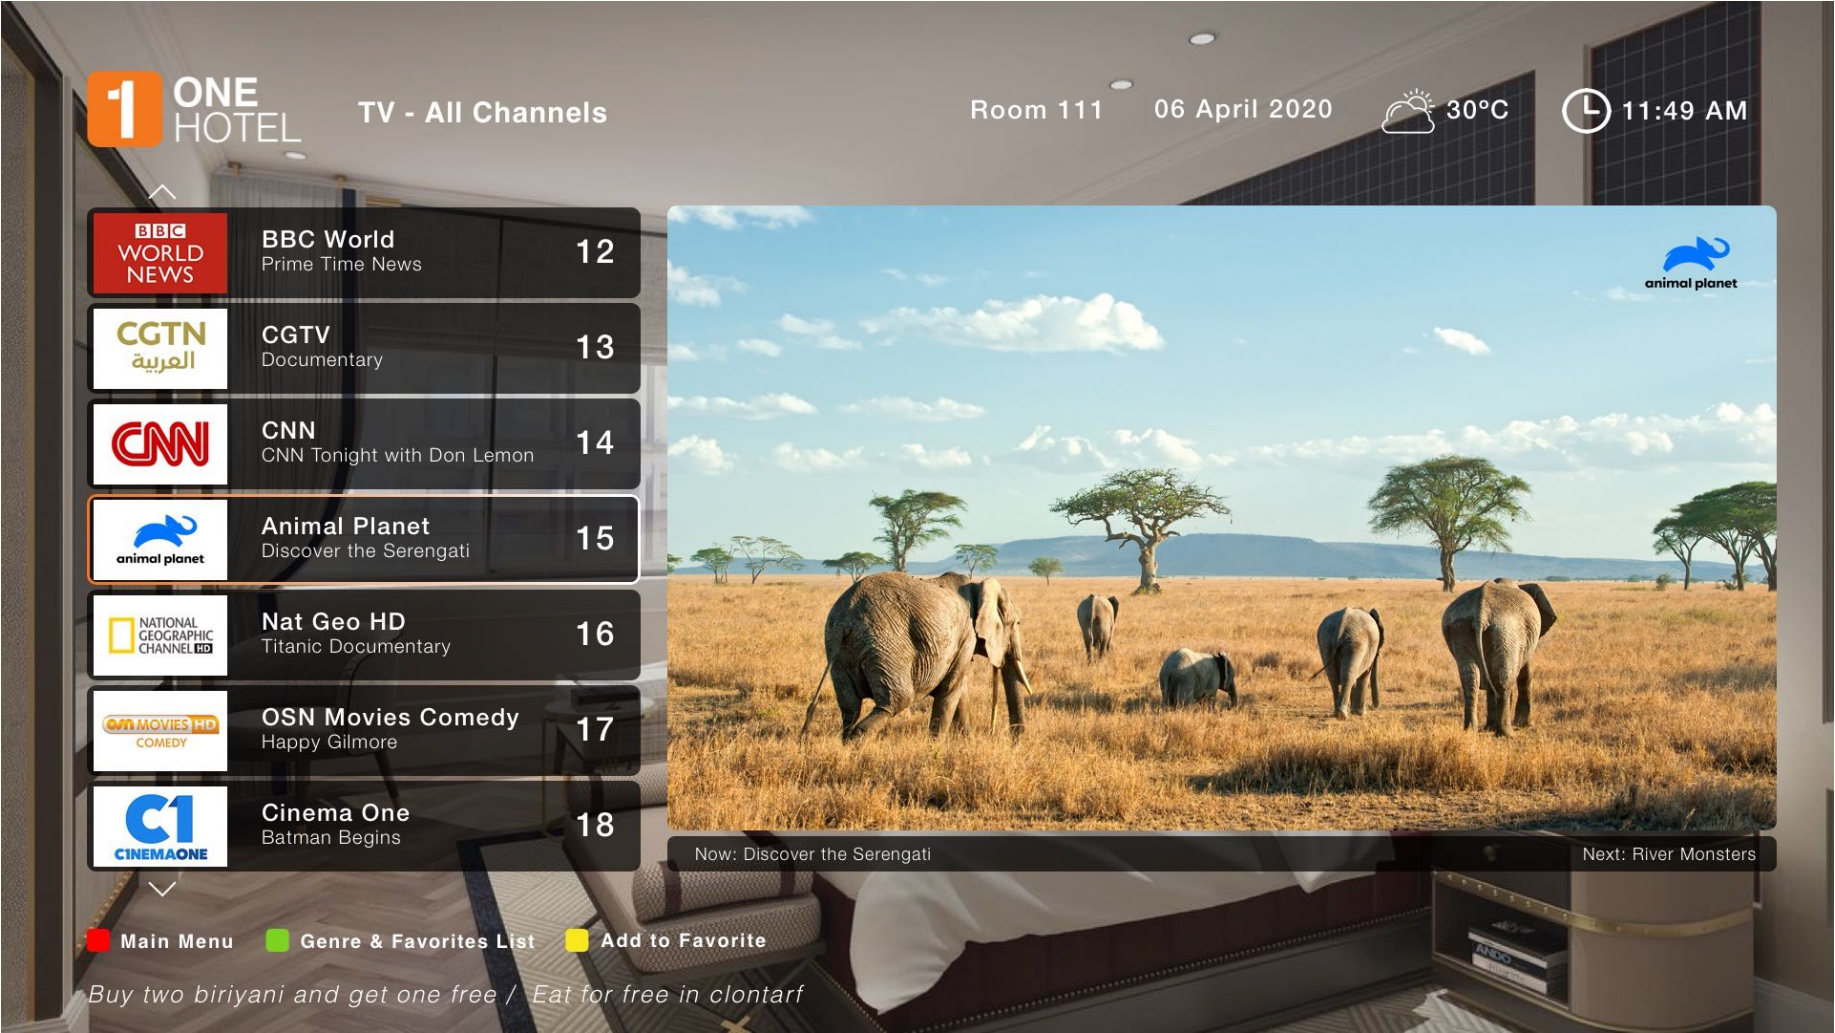 1 ONE
HOTEL
TV - All Channels
Room 111
06 April 2020
30°C
11:49 AM
BBC
WORLD
NEWS
BBC World
Prime Time News
12
CGTN
العربية
CGTV
Documentary
13
CNN
CNN
CNN Tonight with Don Lemon
14
animal planet
Animal Planet
Discover the Serengati
15
NATIONAL
GEOGRAPHIC
CHANNEL HD
Nat Geo HD
Titanic Documentary
16
OSN MOVIES HD
COMEDY
OSN Movies Comedy
Happy Gilmore
17
C1
C1NEMAONE
Cinema One
Batman Begins
18
animal planet
Now: Discover the Serengati
Next: River Monsters
Main Menu
Genre & Favorites List
Add to Favorite
ANDO
Buy two biriyani and get one free / Eat for free in clontarf